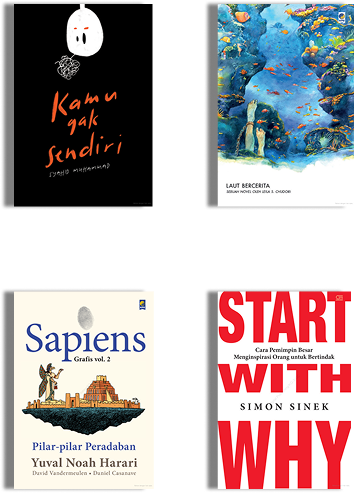 Kamu
gak
Sendiri
SYAHID MUHAMMAD
LAUT BERCERITA
SEBUAH NOVEL OLEH LEILA S. CHUDORI
Sapiens
Grafis vol. 2
Pilar-pilar Peradaban
Yuval Noah Harari
David Vandermeulen • Daniel Casanave
START
Cara Pemimpin Besar
Menginspirasi Orang untuk Bertindak
WITH
SIMON SINEK
WHY